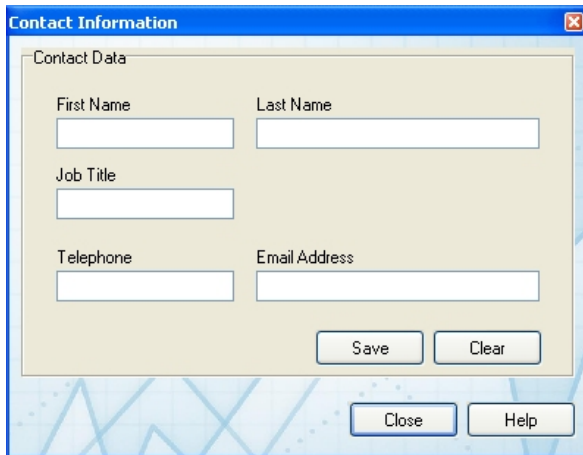 Contact Information
Contact Data
First Name Last Name
Job Title
Telephone Email Address
Save Clear
Close Help